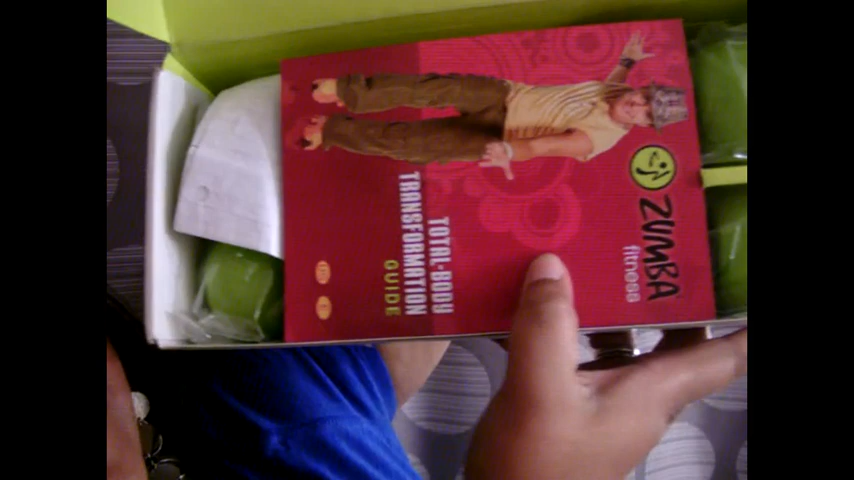 ZUMBA
fitness
TOTAL-BODY
TRANSFORMATION
GUIDE